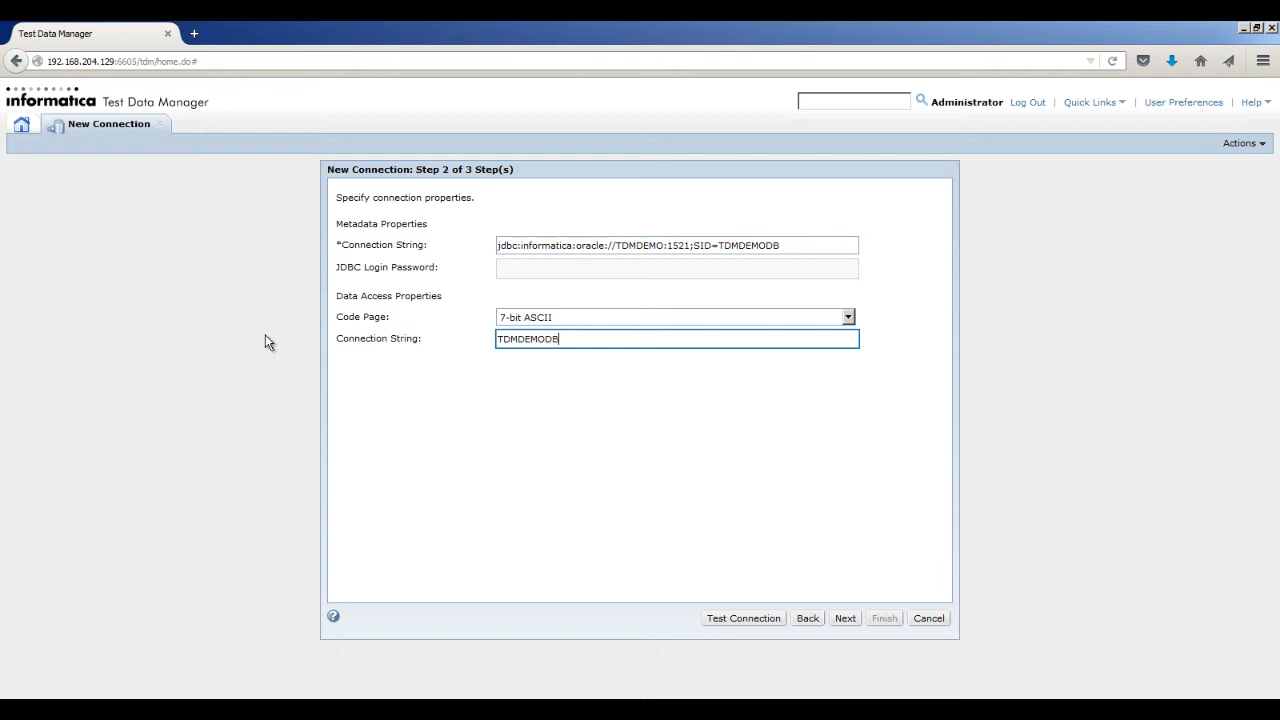 Test Data Manager
192.168.204.129:6605/tdm/home.do#
informatica Test Data Manager
Administrator Log Out Quick Links User Preferences Help
New Connection
Actions
New Connection: Step 2 of 3 Step(s)
Specify connection properties.
Metadata Properties
*Connection String: jdbc:informatica:oracle://TDMDEMO:1521;SID=TDMDEMODB
JDBC Login Password:
Data Access Properties
Code Page: 7-bit ASCII
Connection String: TDMDEMODB
Test Connection Back Next Finish Cancel